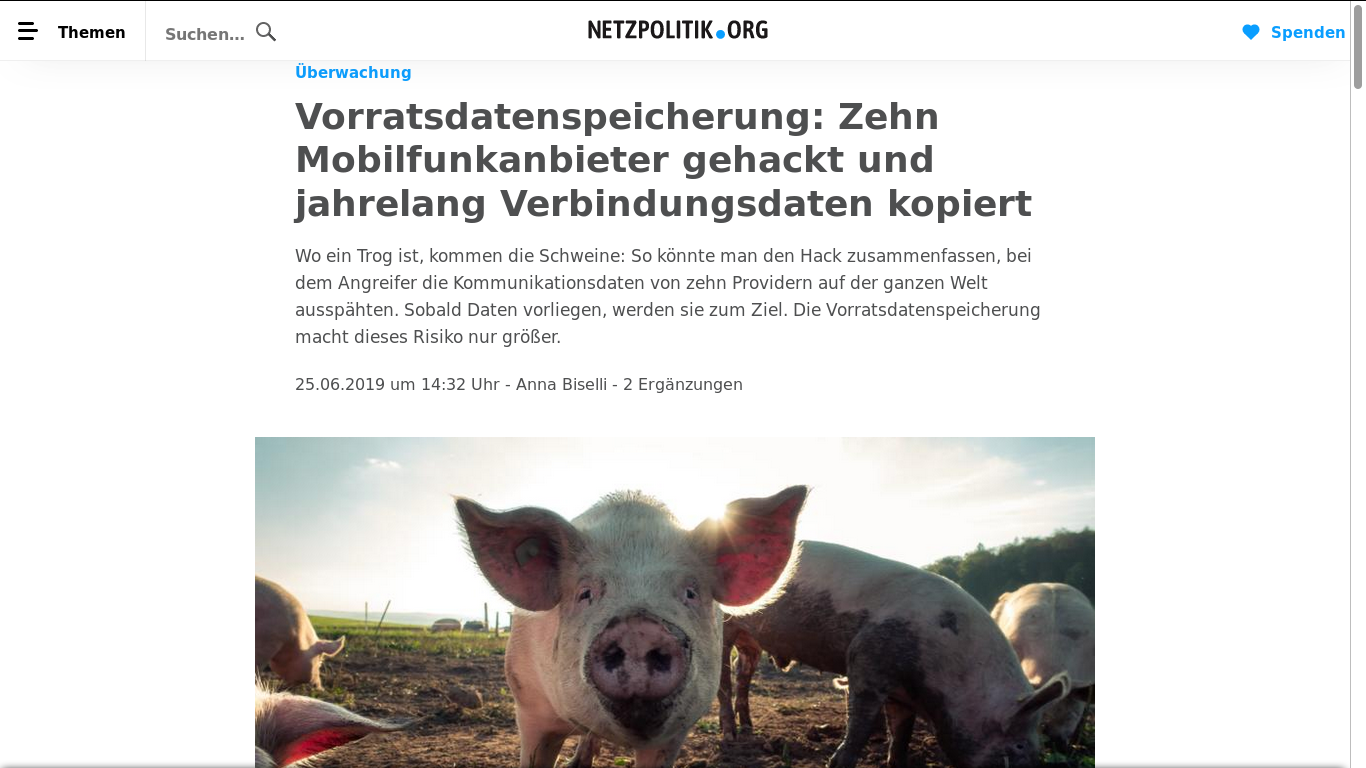 Themen
Suchen...
NETZPOLITIK.ORG
Spenden
Überwachung
Vorratsdatenspeicherung: Zehn
Mobilfunkanbieter gehackt und
jahrelang Verbindungsdaten kopiert
Wo ein Trog ist, kommen die Schweine: So könnte man den Hack zusammenfassen, bei
dem Angreifer die Kommunikationsdaten von zehn Providern auf der ganzen Welt
ausspähten. Sobald Daten vorliegen, werden sie zum Ziel. Die Vorratsdatenspeicherung
macht dieses Risiko nur größer.
25.06.2019 um 14:32 Uhr - Anna Biselli - 2 Ergänzungen